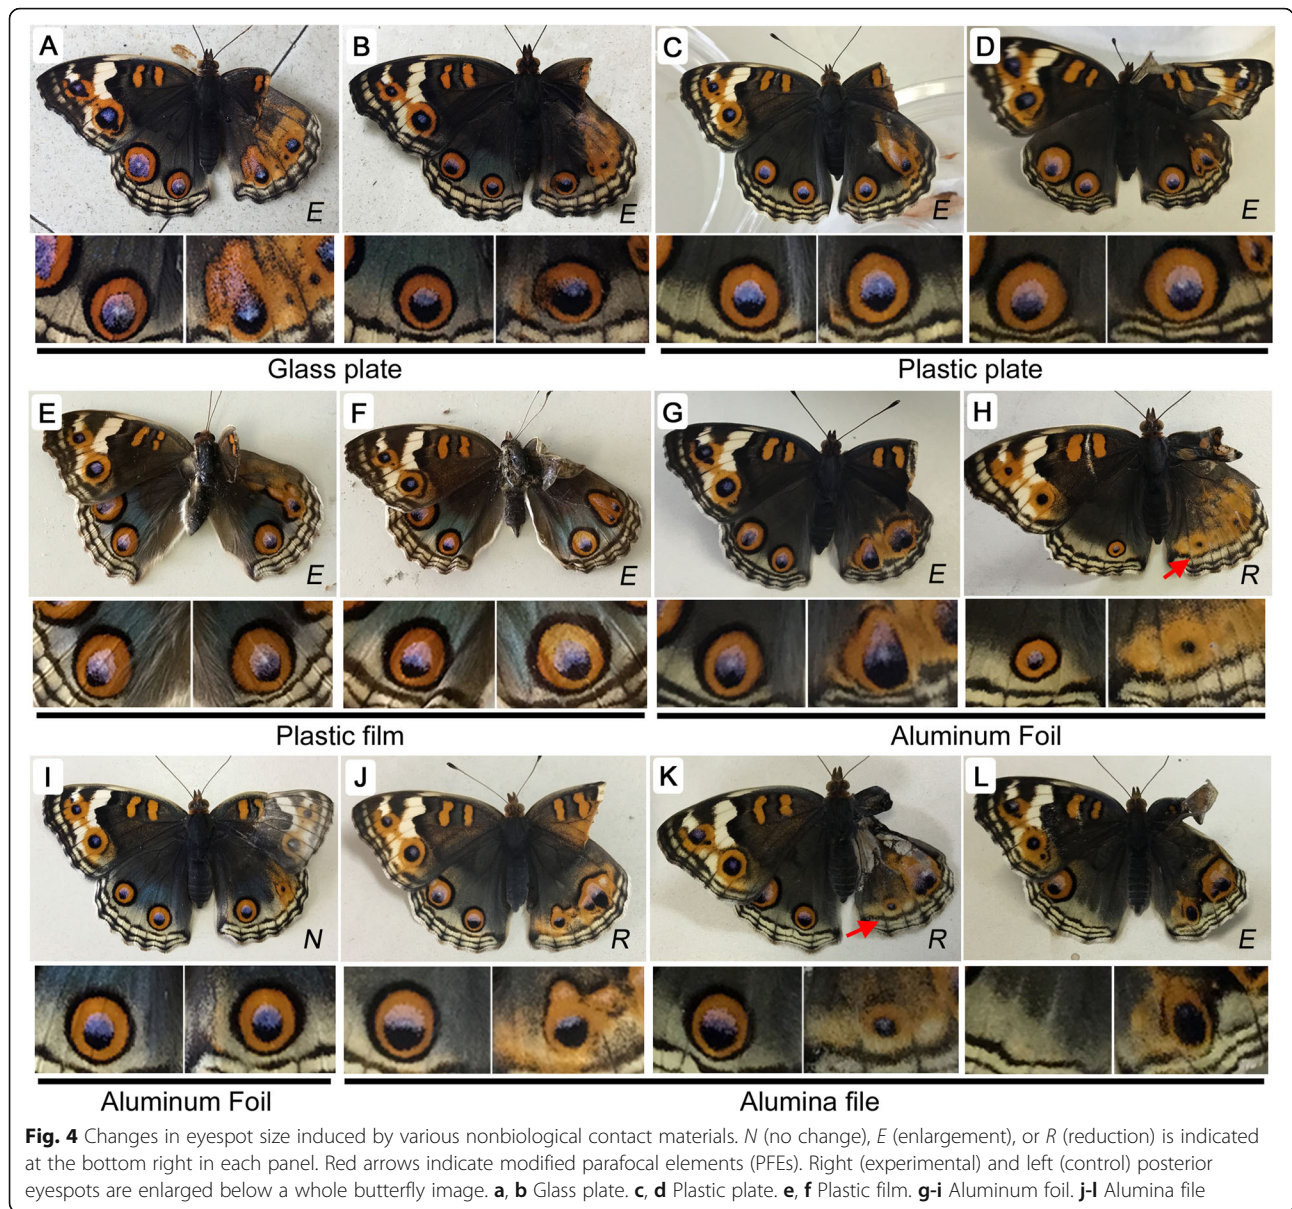 A B C D
E E E E
Glass plate Plastic plate
E F G H
E E E R
Plastic film Aluminum Foil
I J K L
N R R E
Aluminum Foil Alumina file
Fig. 4 Changes in eyespot size induced by various nonbiological contact materials. N (no change), E (enlargement), or R (reduction) is indicated
at the bottom right in each panel. Red arrows indicate modified parafocal elements (PFEs). Right (experimental) and left (control) posterior
eyespots are enlarged below a whole butterfly image. a, b Glass plate. c, d Plastic plate. e, f Plastic film. g-i Aluminum foil. j-l Alumina file